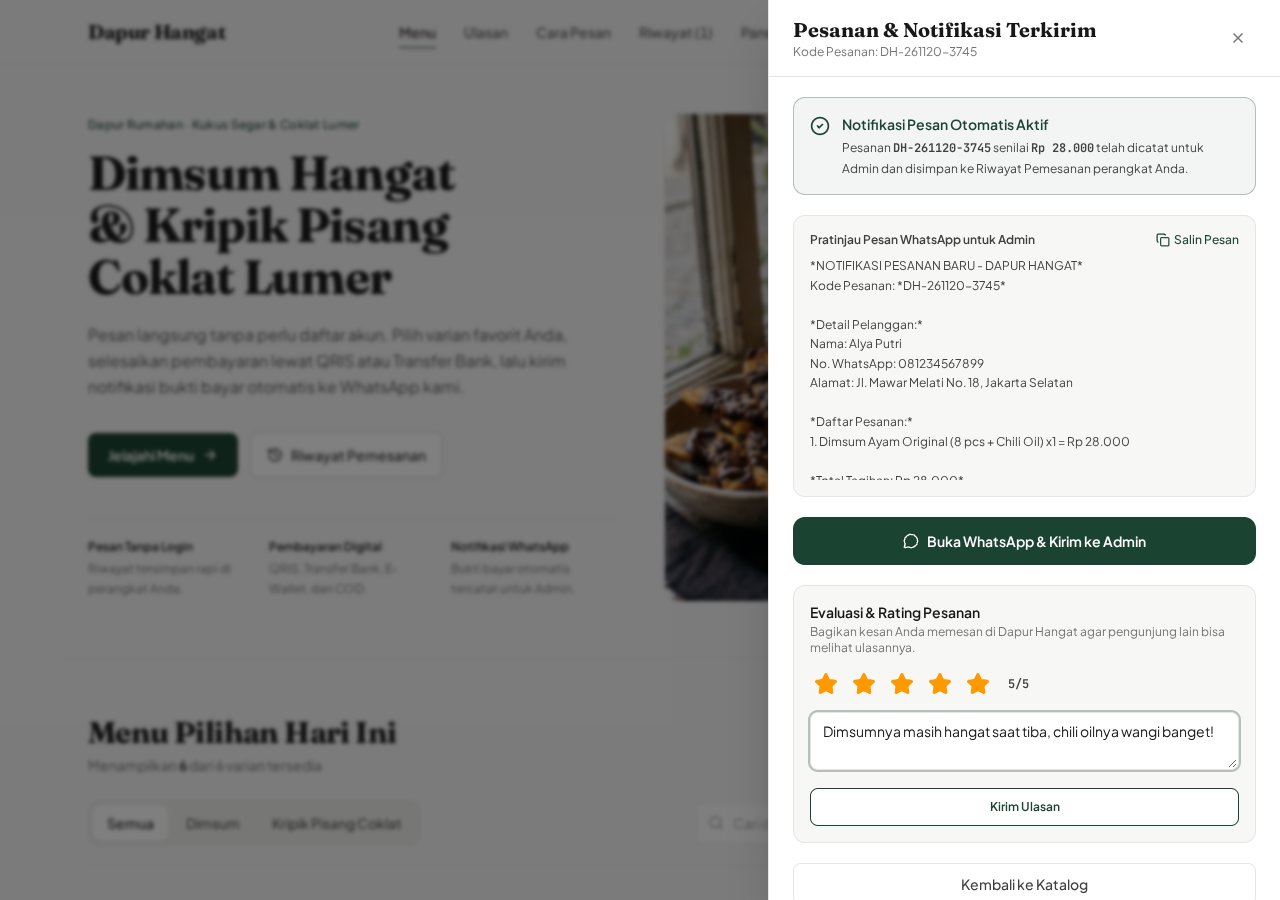 Dapur Hangat
Menu
Ulasan
Cara Pesan
Riwayat (1)
Dapur Rumahan · Kukus Segar & Coklat Lumer
Dimsum Hangat
& Kripik Pisang
Coklat Lumer
Pesan langsung tanpa perlu daftar akun. Pilih varian favorit Anda,
selesaikan pembayaran lewat QRIS atau Transfer Bank, lalu kirim
notifikasi bukti bayar otomatis ke WhatsApp kami.
Jelajahi Menu
Riwayat Pemesanan
Pesan Tanpa Login
Riwayat tersimpan rapi di
perangkat Anda.
Pembayaran Digital
QRIS, Transfer Bank, E-
Wallet, dan COD.
Notifikasi WhatsApp
Bukti bayar otomatis
tercatat untuk Admin.
Menu Pilihan Hari Ini
Menampilkan 6 dari 6 varian tersedia
Semua
Dimsum
Kripik Pisang Coklat
Pesanan & Notifikasi Terkirim
Kode Pesanan: DH-261120-3745
Notifikasi Pesan Otomatis Aktif
Pesanan DH-261120-3745 senilai Rp 28.000 telah dicatat untuk
Admin dan disimpan ke Riwayat Pemesanan perangkat Anda.
Pratinjau Pesan WhatsApp untuk Admin
Salin Pesan
*NOTIFIKASI PESANAN BARU - DAPUR HANGAT*
Kode Pesanan: *DH-261120-3745*
*Detail Pelanggan:*
Nama: Alya Putri
No. WhatsApp: 081234567899
Alamat: Jl. Mawar Melati No. 18, Jakarta Selatan
*Daftar Pesanan:*
1. Dimsum Ayam Original (8 pcs + Chili Oil) x1 = Rp 28.000
*Total Tagihan: Rp 28.000*
Buka WhatsApp & Kirim ke Admin
Evaluasi & Rating Pesanan
Bagikan kesan Anda memesan di Dapur Hangat agar pengunjung lain bisa
melihat ulasannya.
5/5
Dimsumnya masih hangat saat tiba, chili oilnya wangi banget!
Kirim Ulasan
Kembali ke Katalog